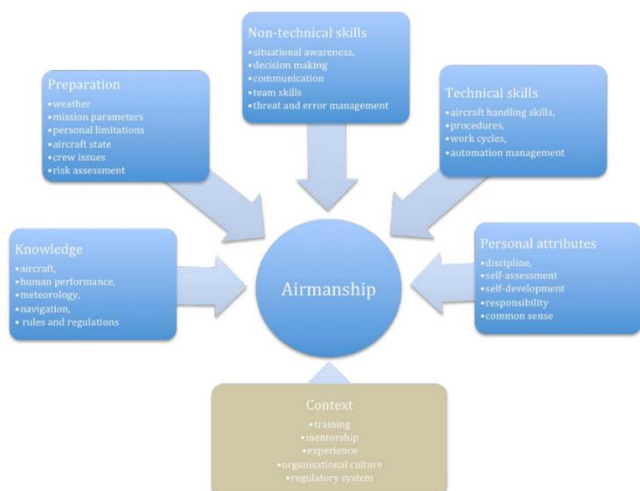 Non-technical skills
•situational awareness,
•decision making
•communication
•team skills
•threat and error management
Preparation
•weather
•mission parameters
•personal limitations
•aircraft state
•crew issues
•risk assessment
Technical skills
•aircraft handling skills,
•procedures,
•work cycles,
•automation management
Knowledge
•aircraft,
•human performance,
•meteorology,
•navigation,
• rules and regulations
Airmanship
Personal attributes
•discipline,
•self-assessment
•self-development
•responsibility
•common sense
Context
•training
•mentorship
•experience
•organisational culture
•regulatory system